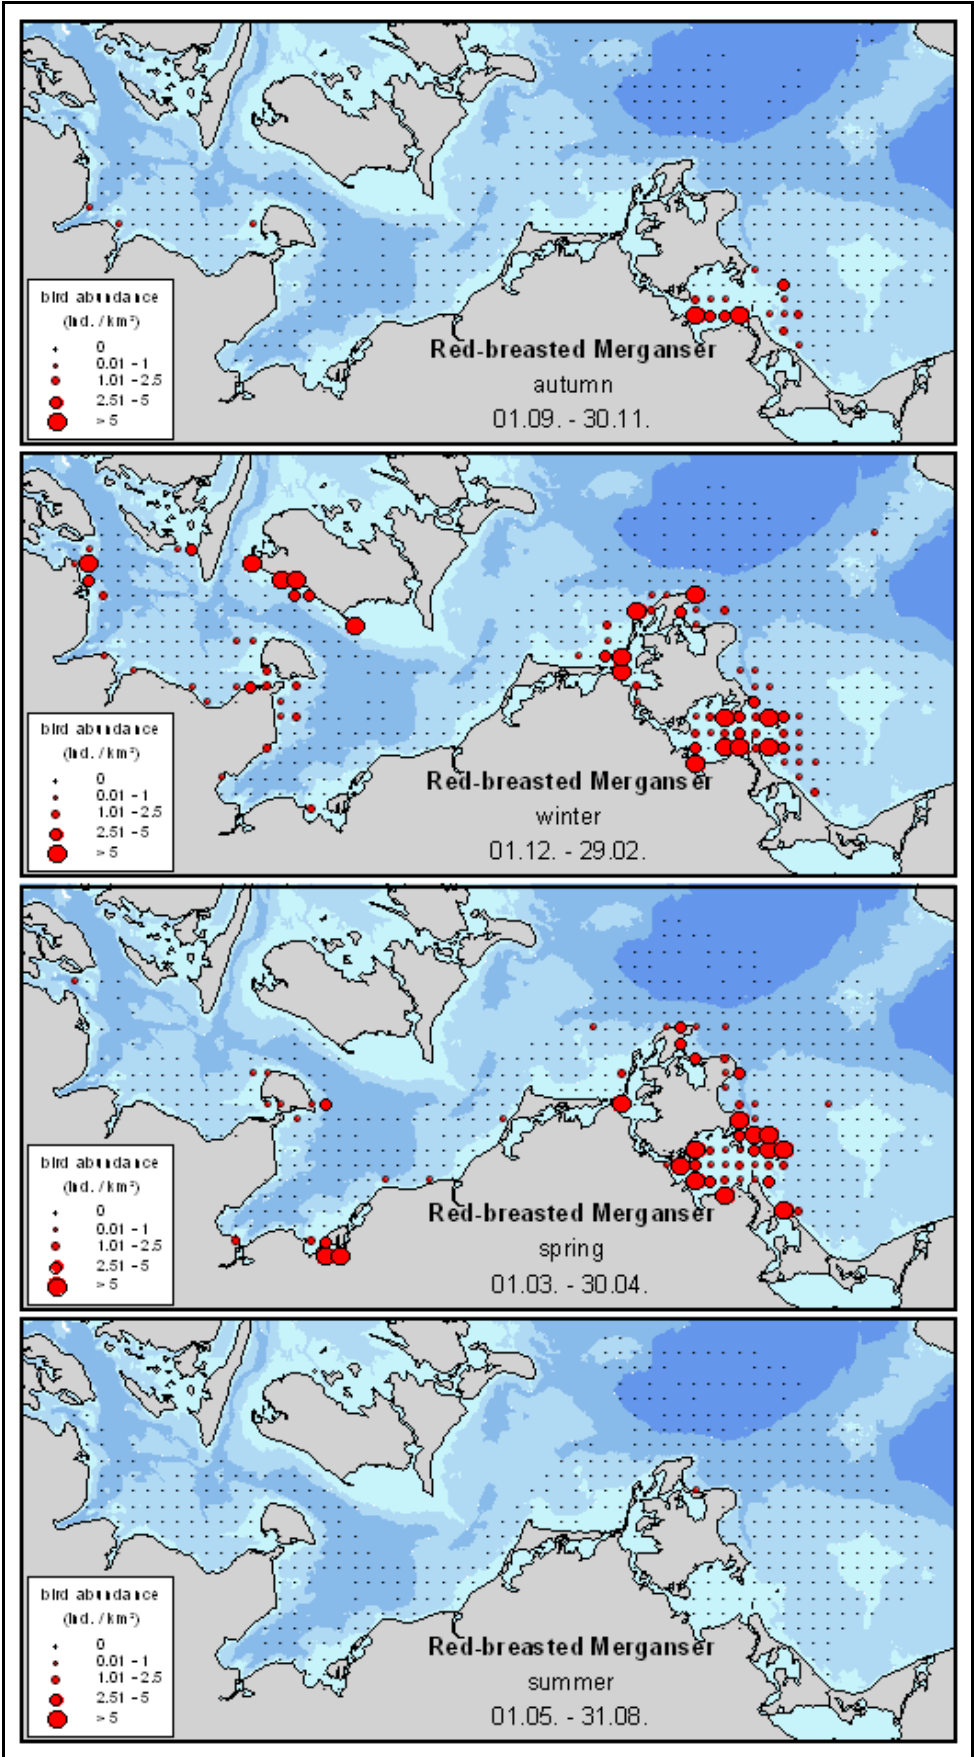 bird abundance
(Ind. / km²)
0
0.01 - 1
1.01 - 2.5
2.51 - 5
> 5
Red-breasted Merganser
autumn
01.09. - 30.11.
bird abundance
(Ind. / km²)
0
0.01 - 1
1.01 - 2.5
2.51 - 5
> 5
Red-breasted Merganser
winter
01.12. - 29.02.
bird abundance
(Ind. / km²)
0
0.01 - 1
1.01 - 2.5
2.51 - 5
> 5
Red-breasted Merganser
spring
01.03. - 30.04.
bird abundance
(Ind. / km²)
0
0.01 - 1
1.01 - 2.5
2.51 - 5
> 5
Red-breasted Merganser
summer
01.05. - 31.08.